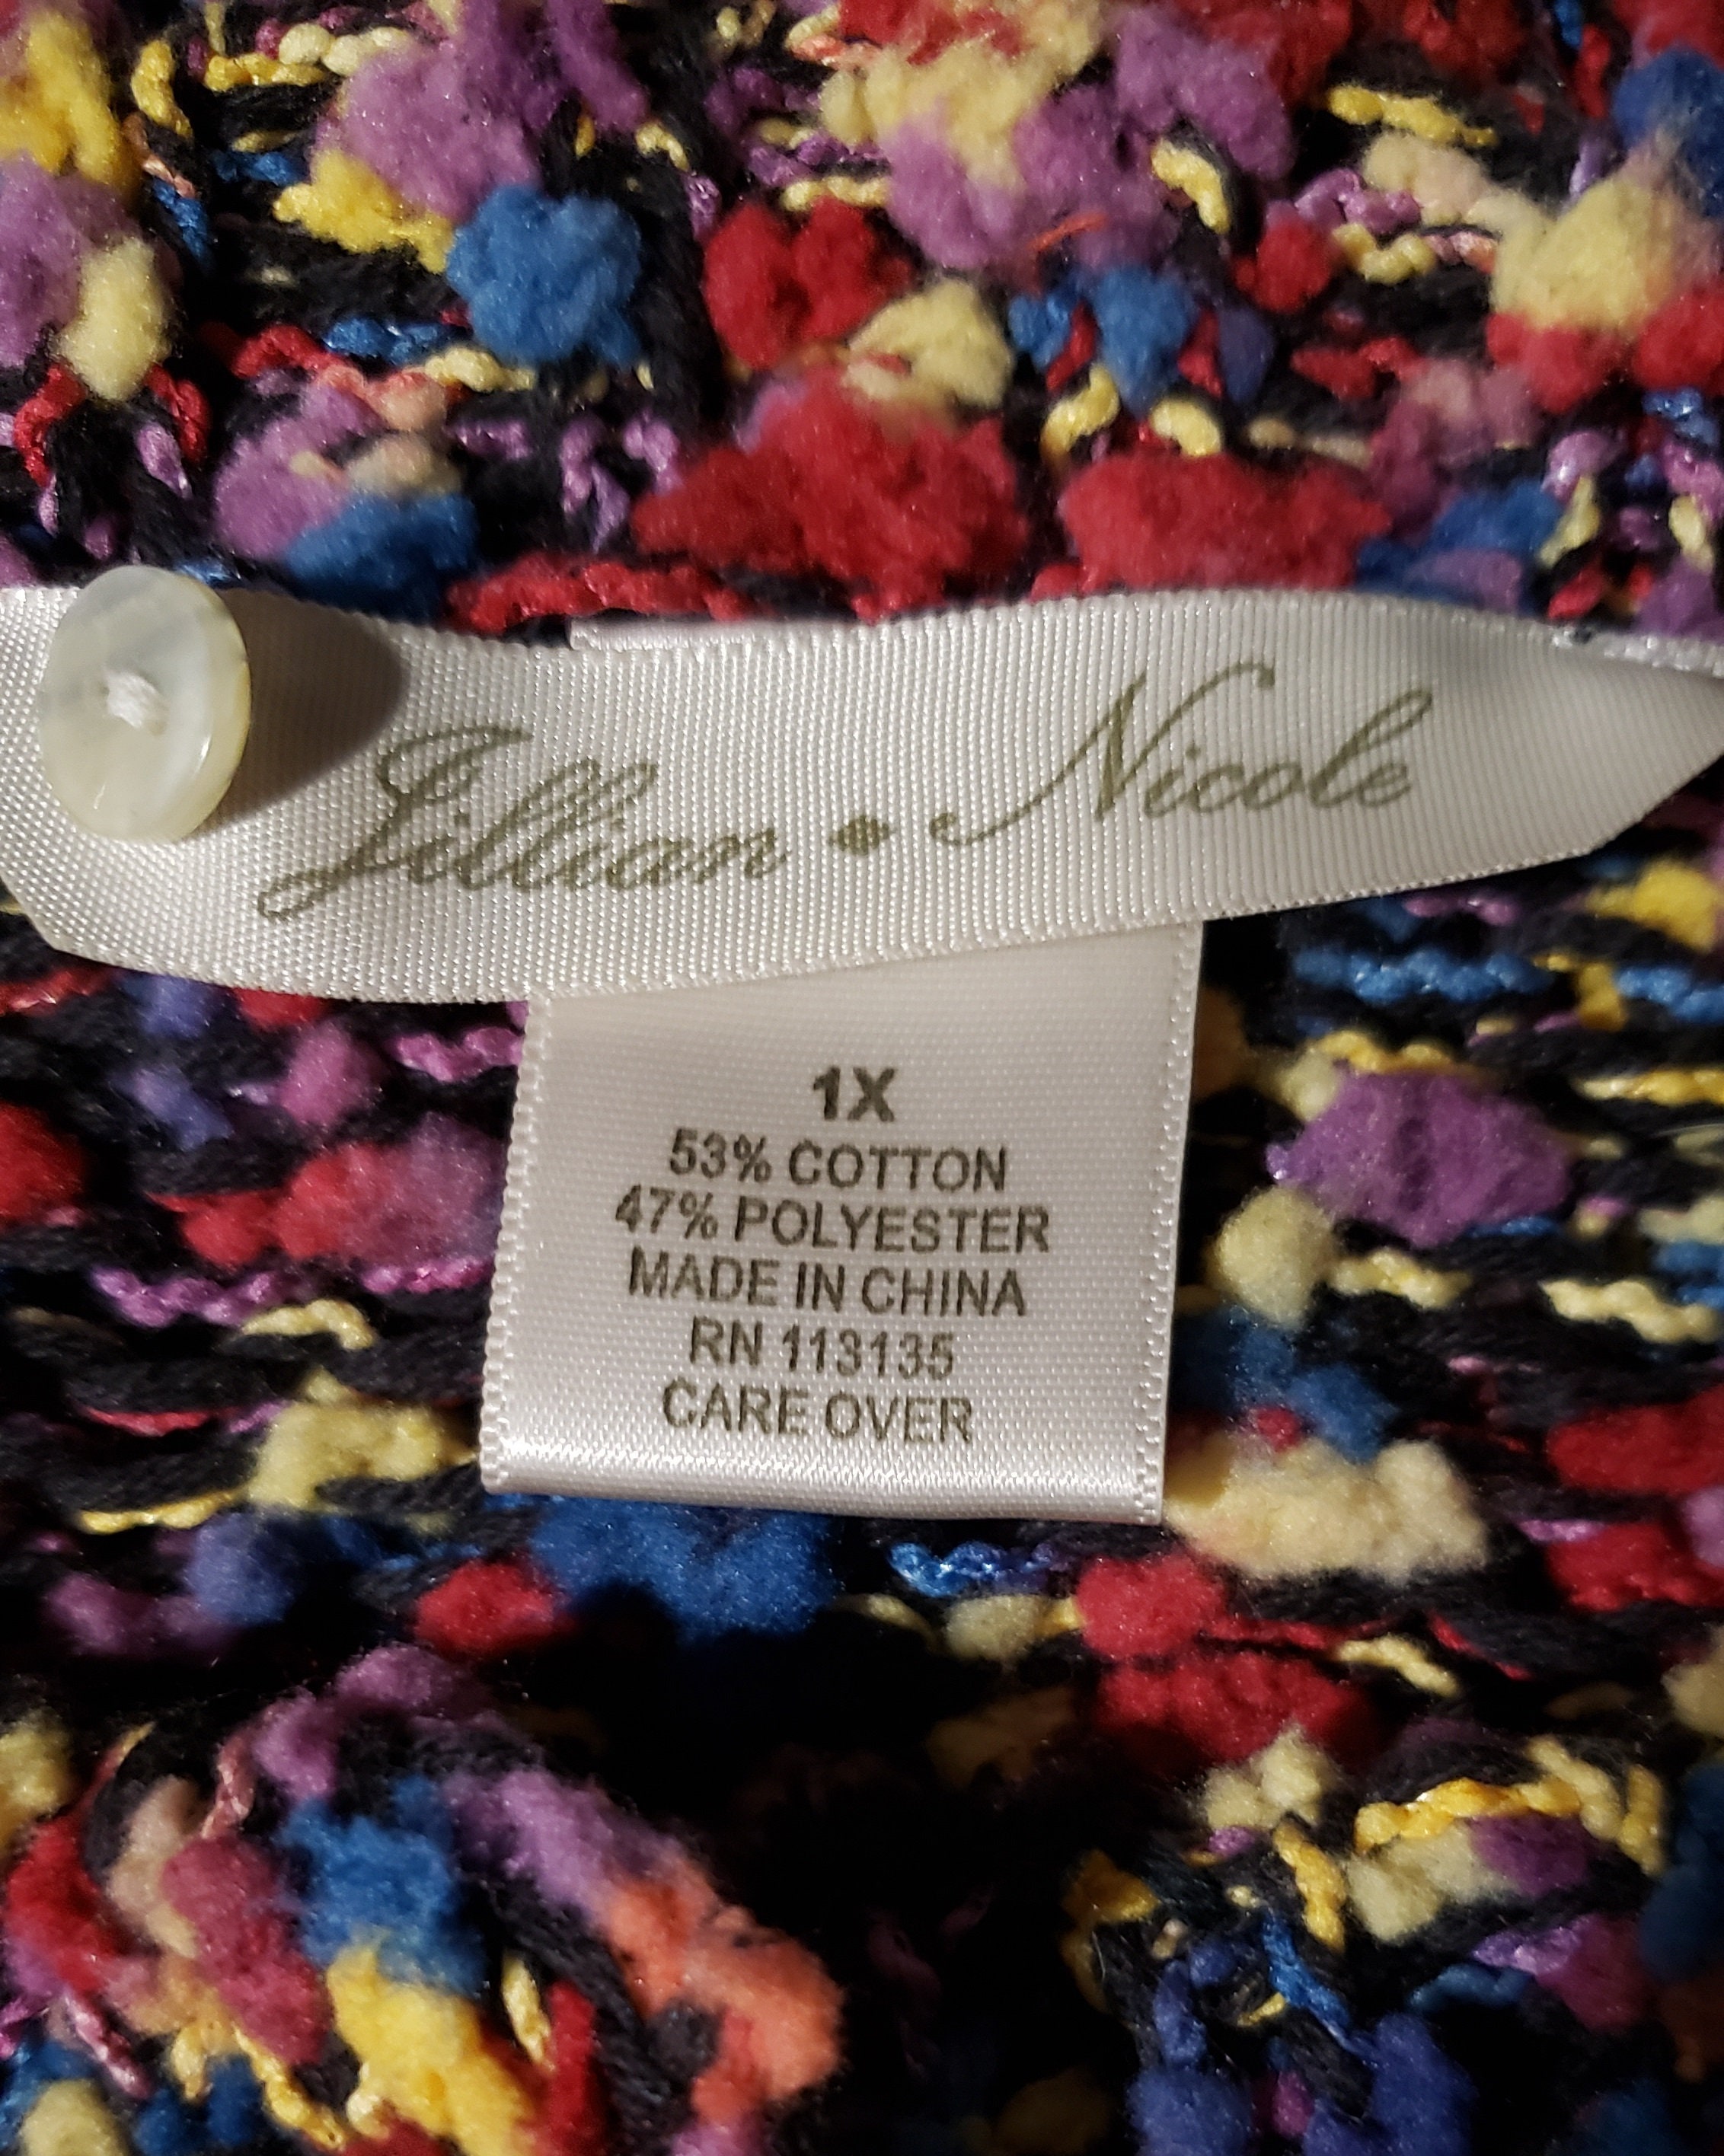 Jillian • Nicole
1X
53% COTTON
47% POLYESTER
MADE IN CHINA
RN 113135
CARE OVER